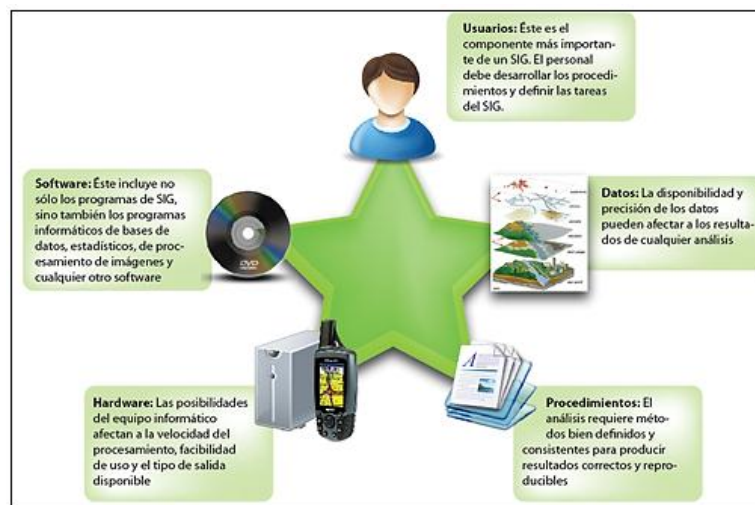 Usuarios: Éste es el
componente más importan-
te de un SIG. El personal
debe desarrollar los procedi-
mientos y definir las tareas
del SIG.
Software: Éste incluye no
sólo los programas de SIG,
sino también los programas
informáticos de bases de
datos, estadísticos, de proce-
samiento de imágenes y
cualquier otro software
DVD
Datos: La disponibilidad y
precisión de los datos
pueden afectar a los resulta-
dos de cualquier análisis
Hardware: Las posibilidades
del equipo informático
afectan a la velocidad del
procesamiento, facibilidad
de uso y el tipo de salida
disponible
A
Procedimientos: El
análisis requiere méto-
dos bien definidos y
consistentes para producir
resultados correctos y repro-
ducibles